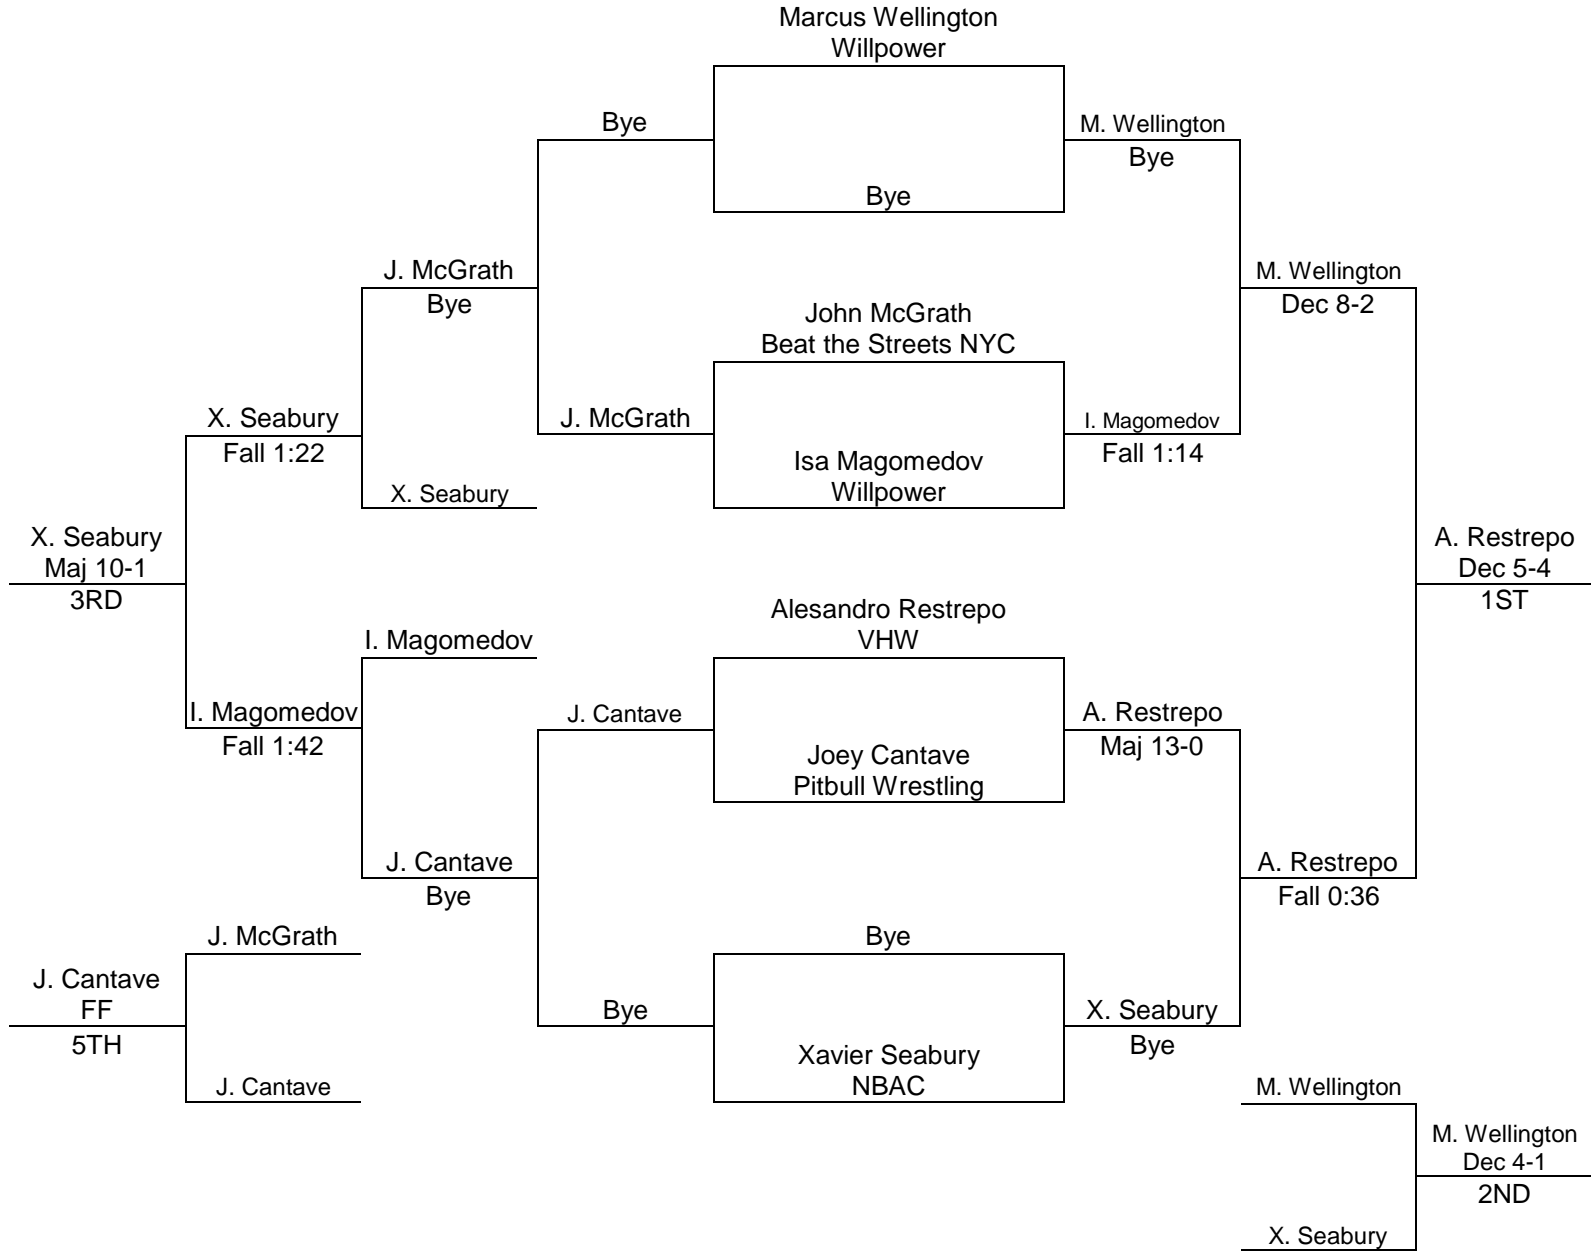 Marcus Wellington
Willpower
Bye
M. Wellington
Bye
Bye
J. McGrath
Bye
M. Wellington
Dec 8-2
John McGrath
Beat the Streets NYC
X. Seabury
Fall 1:22
J. McGrath
I. Magomedov
Fall 1:14
Isa Magomedov
Willpower
X. Seabury
X. Seabury
Maj 10-1
3RD
A. Restrepo
Dec 5-4
1ST
Alesandro Restrepo
VHW
I. Magomedov
I. Magomedov
Fall 1:42
J. Cantave
A. Restrepo
Maj 13-0
Joey Cantave
Pitbull Wrestling
J. Cantave
Bye
A. Restrepo
Fall 0:36
J. McGrath
Bye
J. Cantave
FF
5TH
Bye
X. Seabury
Bye
Xavier Seabury
NBAC
J. Cantave
M. Wellington
M. Wellington
Dec 4-1
2ND
X. Seabury